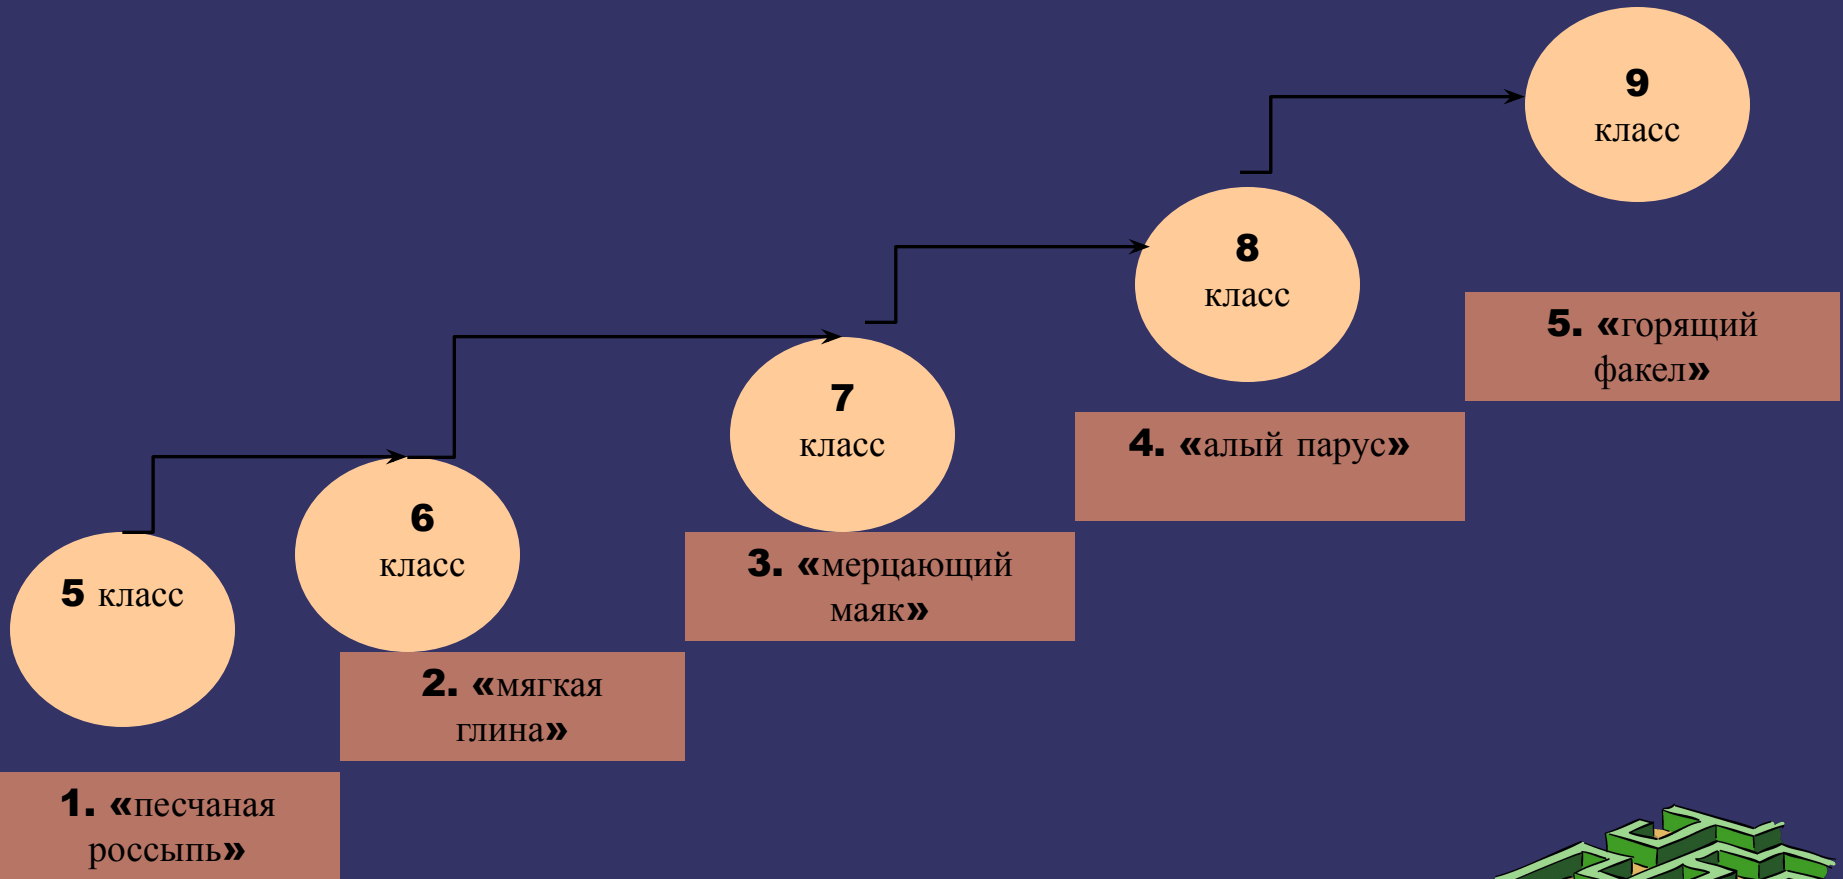 9
класс
8
класс
5. «горящий
факел»
7
класс
4. «алый парус»
6
класс
3. «мерцающий
маяк»
5 класс
2. «мягкая
глина»
1. «песчаная
россыпь»